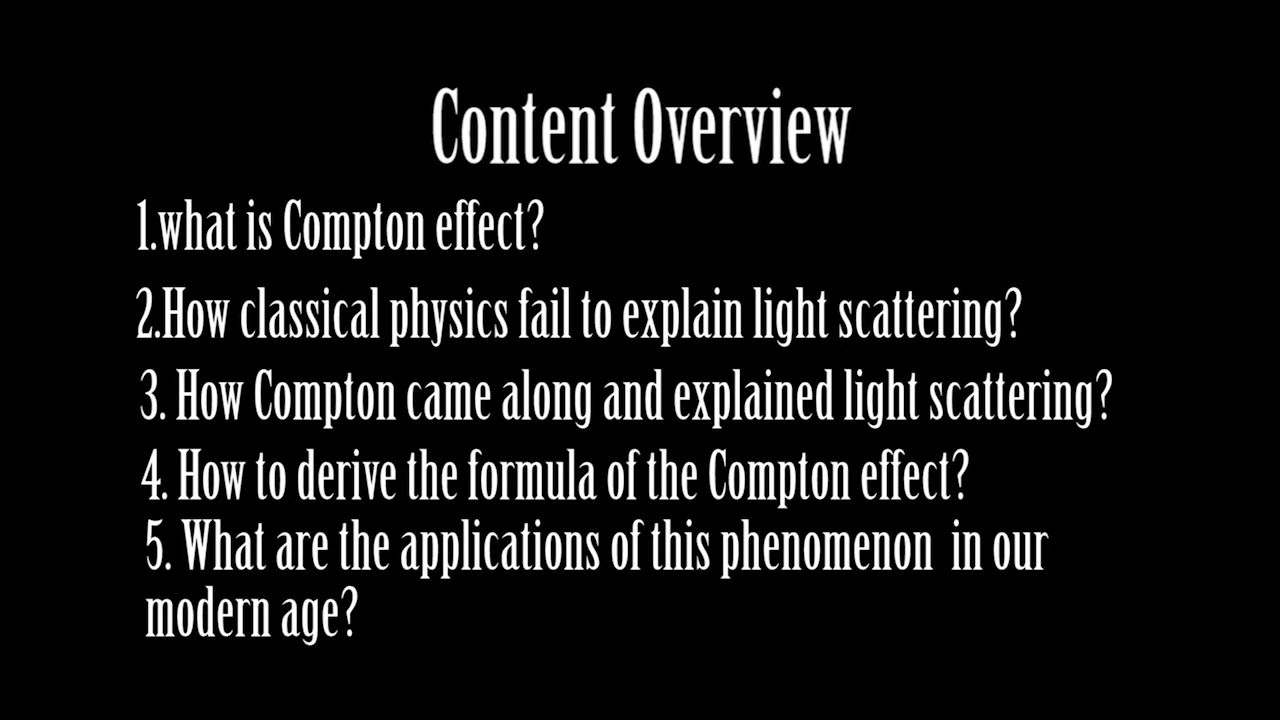 Content Overview
1.what is Compton effect?
2.How classical physics fail to explain light scattering?
3. How Compton came along and explained light scattering?
4. How to derive the formula of the Compton effect?
5. What are the applications of this phenomenon in our
modern age?